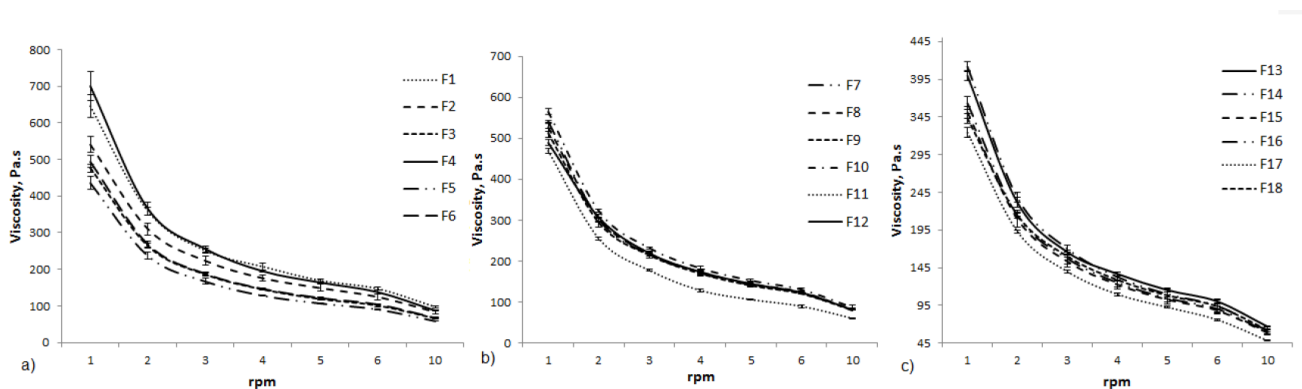 800
700
600
500
400
300
200
100
0
Viscosity, Pa.s
1 2 3 4 5 6 10
rpm
F1
F2
F3
F4
F5
F6
a)
700
600
500
400
300
200
100
0
Viscosity, Pa.s
1 2 3 4 5 6 10
rpm
F7
F8
F9
F10
F11
F12
b)
445
395
345
295
245
195
145
95
45
Viscosity, Pa.s
1 2 3 4 5 6 10
rpm
F13
F14
F15
F16
F17
F18
c)